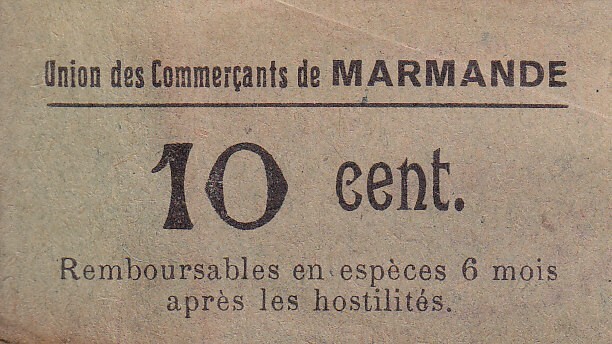 Union des Commerçants de MARMANDE
10 cent.
Remboursables en espèces 6 mois
après les hostilités.